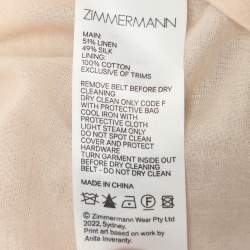 ZIMMERMANN
MAIN:
51% LINEN
49% SILK
LINING:
100% COTTON
EXCLUSIVE OF TRIMS
REMOVE BELT BEFORE DRY
CLEANING
DRY CLEAN ONLY CODE F
WITH PROTECTIVE BAG
COOL IRON WITH
PROTECTIVE CLOTH
LIGHT STEAM ONLY
DO NOT SPOT CLEAN
COVER AND PROTECT
HARDWARE
TURN GARMENT INSIDE OUT
BEFORE DRY CLEANING
BELT - DO NOT DRY CLEAN
MADE IN CHINA
© Zimmermann Wear Pty Ltd
2022, Sydney.
Print art based on work by
Anita Inverarity.